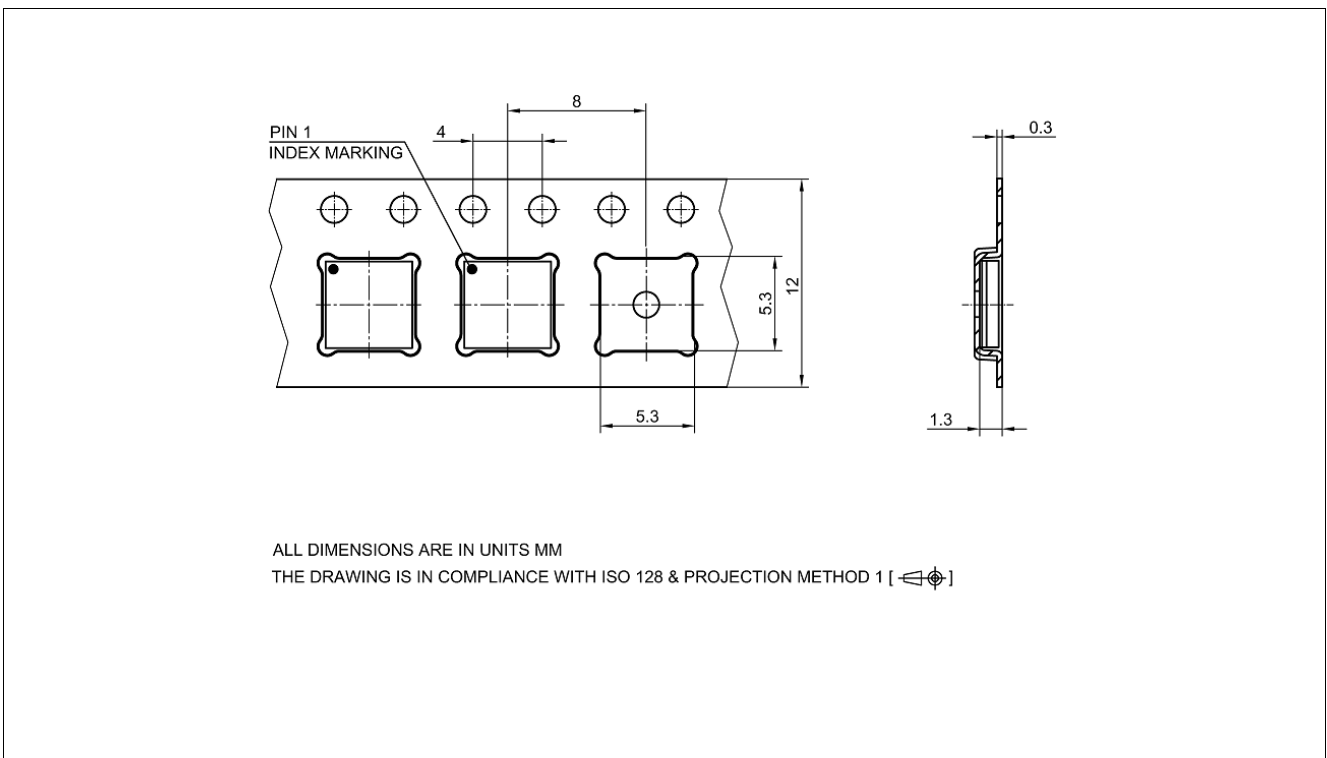 8
PIN 1
INDEX MARKING
4
0.3
5.3
12
5.3
1.3
ALL DIMENSIONS ARE IN UNITS MM
THE DRAWING IS IN COMPLIANCE WITH ISO 128 & PROJECTION METHOD 1 [ ]